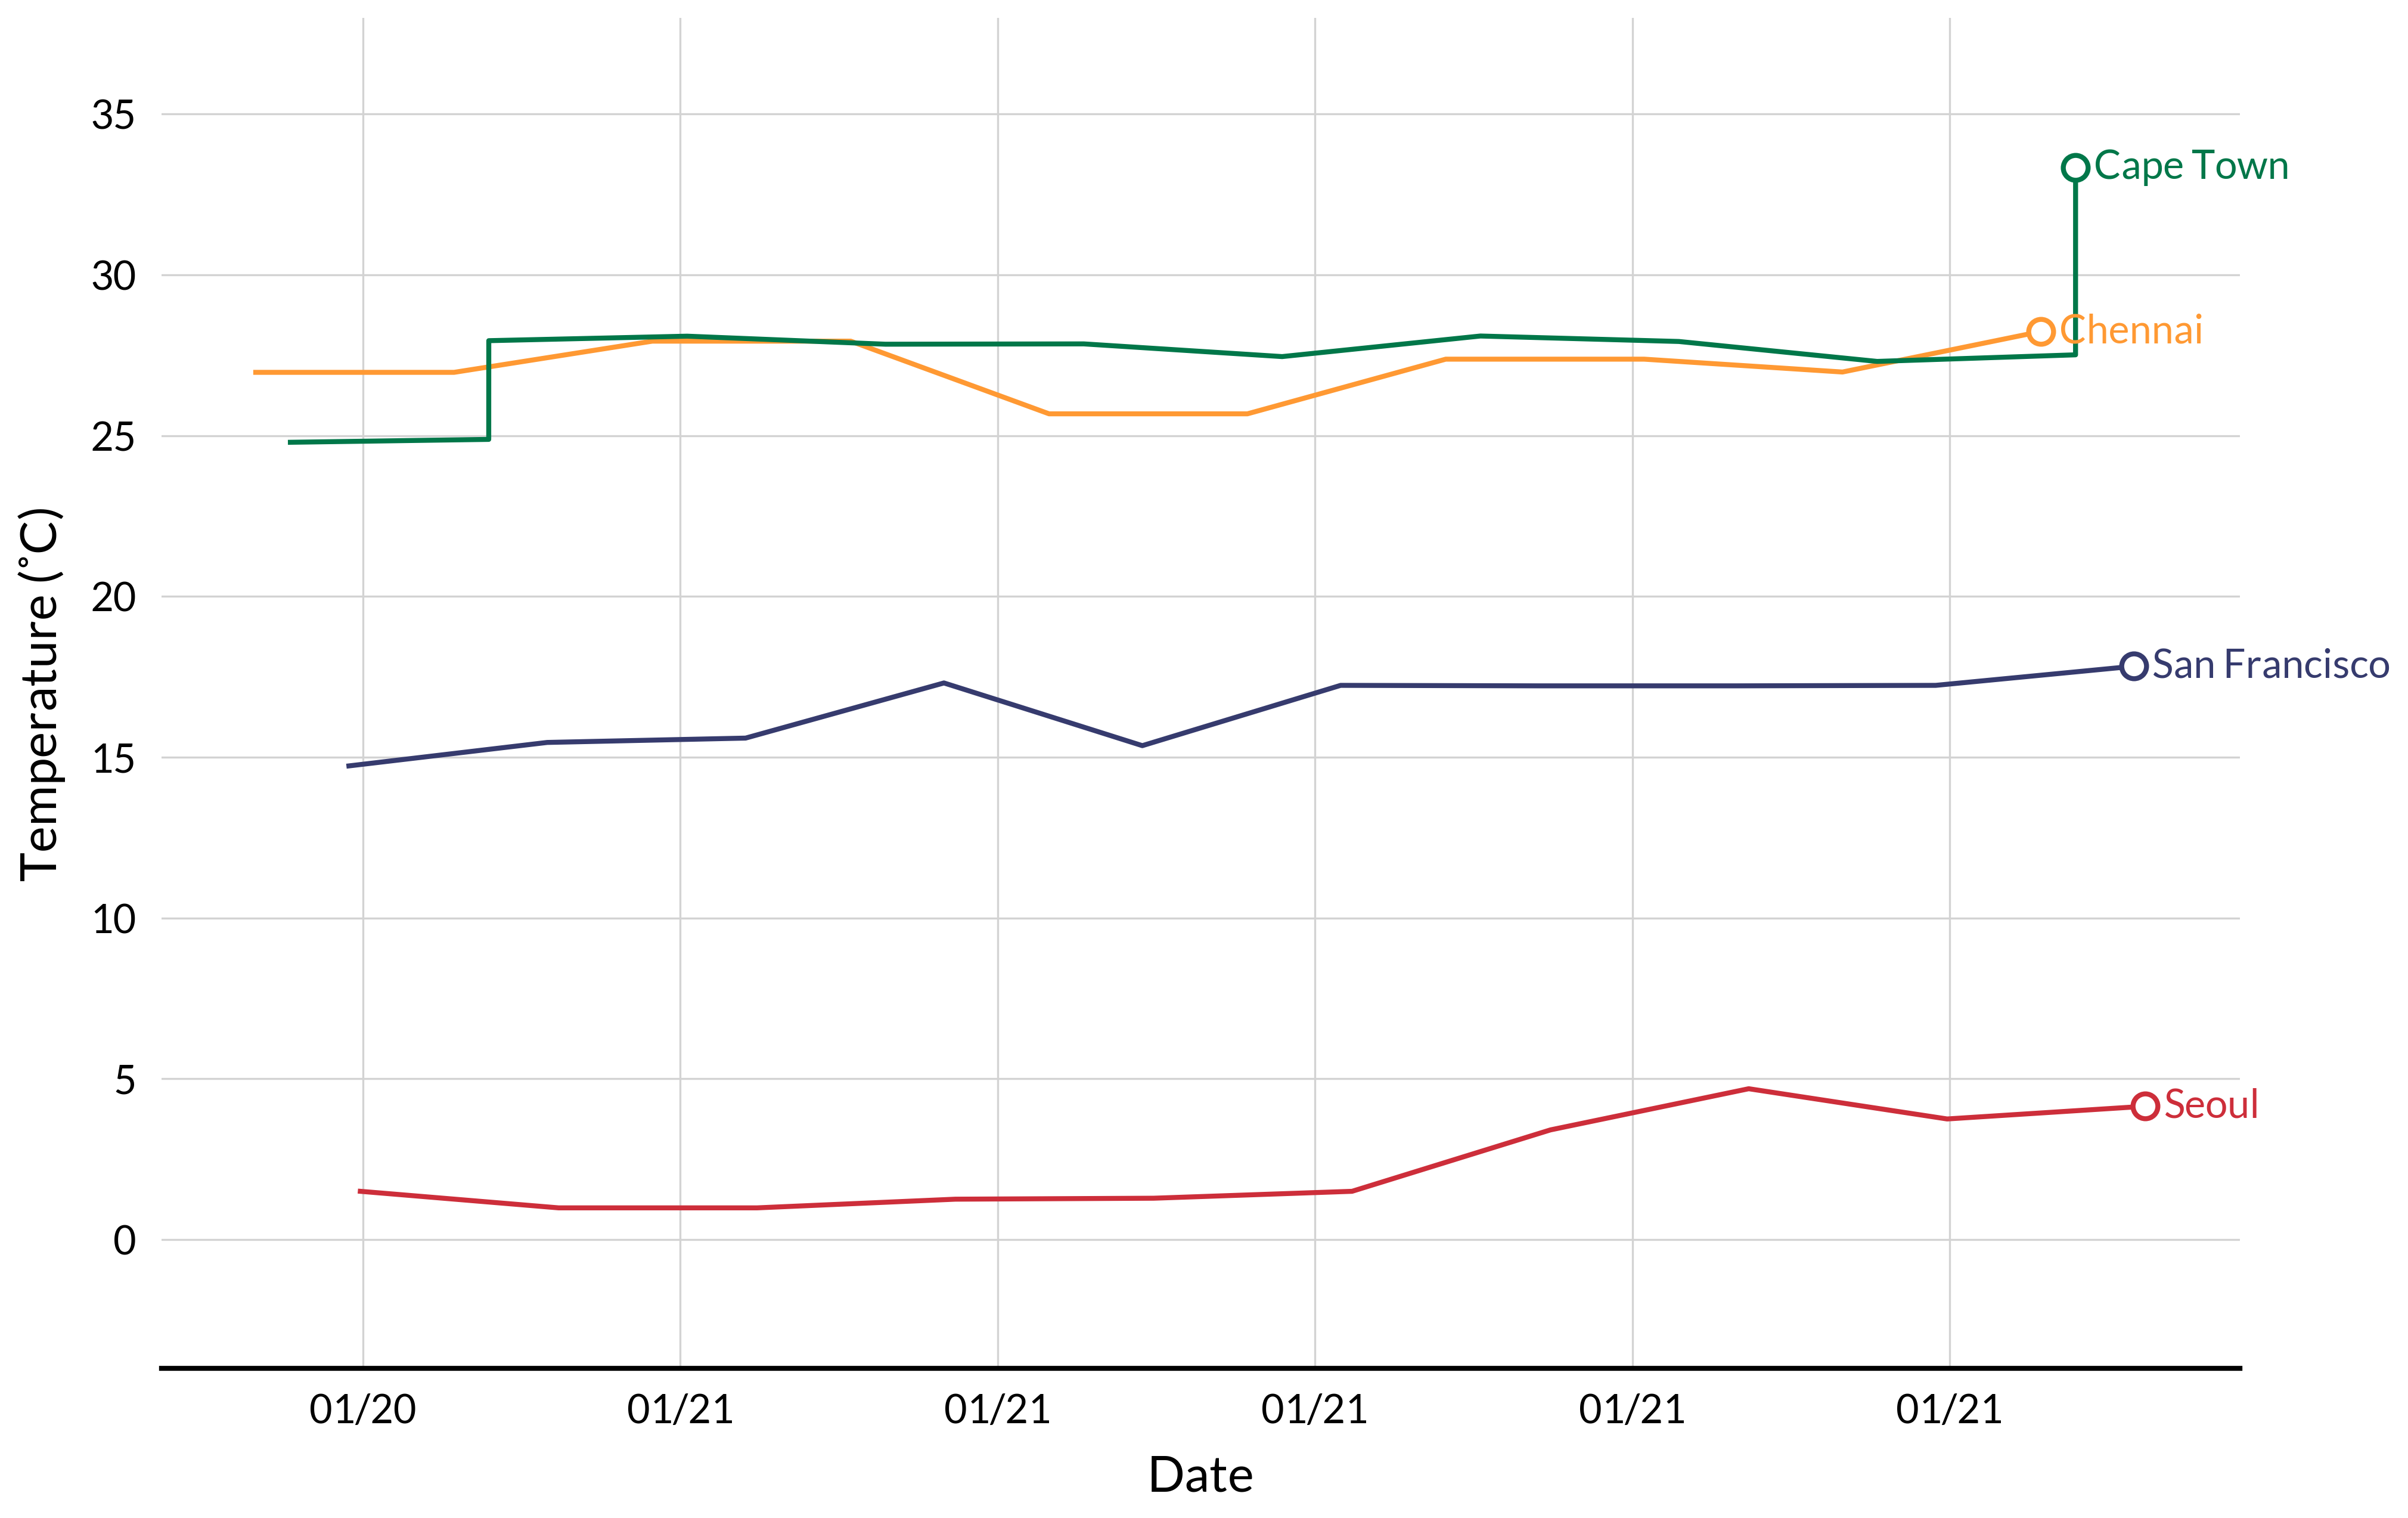 35
Cape Town
30
Chennai
25
20
San Francisco
15
10
5
Seoul
0
Temperature (°C)
01/20 01/21 01/21 01/21 01/21 01/21
Date